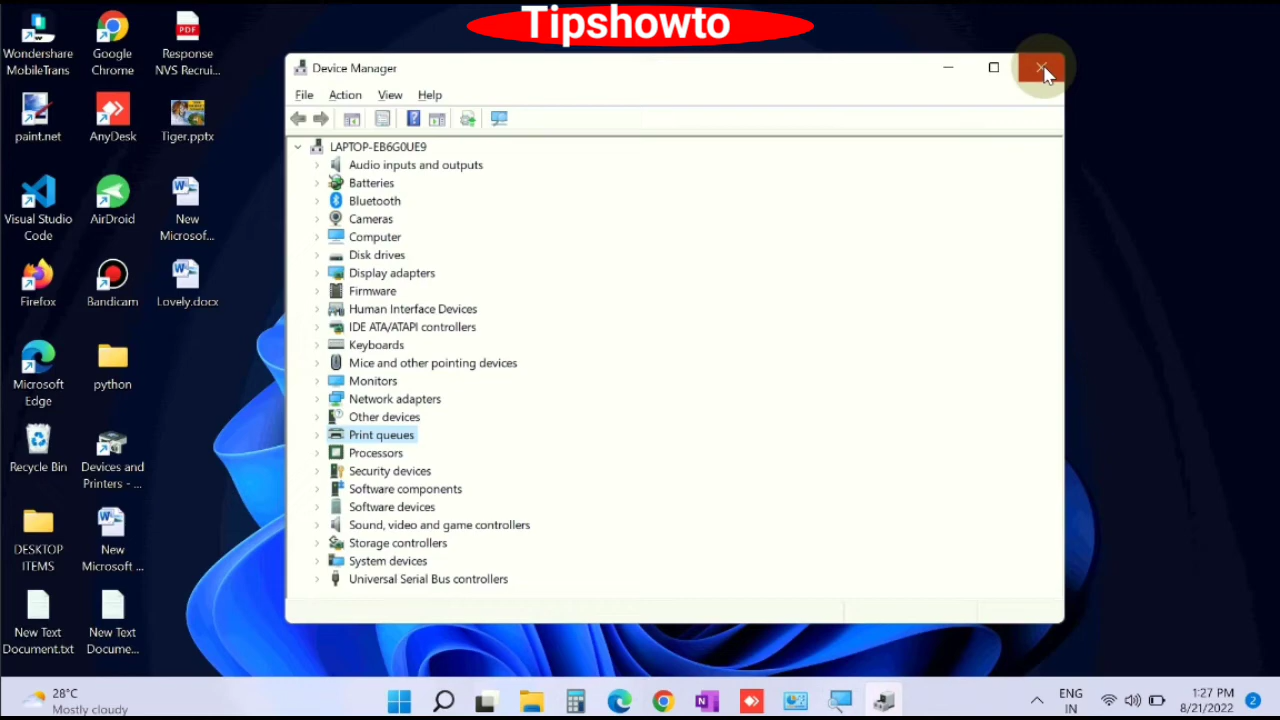 Tipshowto
Wondershare
MobileTrans
Google
Chrome
PDF
Response
NVS Recrui...
paint.net
AnyDesk
Tiger.pptx
Visual Studio
Code
AirDroid
New
Microsof...
Firefox
Bandicam
Lovely.docx
Microsoft
Edge
python
Recycle Bin
Devices and
Printers - ...
DESKTOP
ITEMS
New
Microsoft ...
New Text
Document.txt
New Text
Docume...
Device Manager
File Action View Help
LAPTOP-EB6G0UE9
Audio inputs and outputs
Batteries
Bluetooth
Cameras
Computer
Disk drives
Display adapters
Firmware
Human Interface Devices
IDE ATA/ATAPI controllers
Keyboards
Mice and other pointing devices
Monitors
Network adapters
Other devices
Print queues
Processors
Security devices
Software components
Software devices
Sound, video and game controllers
Storage controllers
System devices
Universal Serial Bus controllers
28°C
Mostly cloudy
ENG
IN
1:27 PM
8/21/2022
2